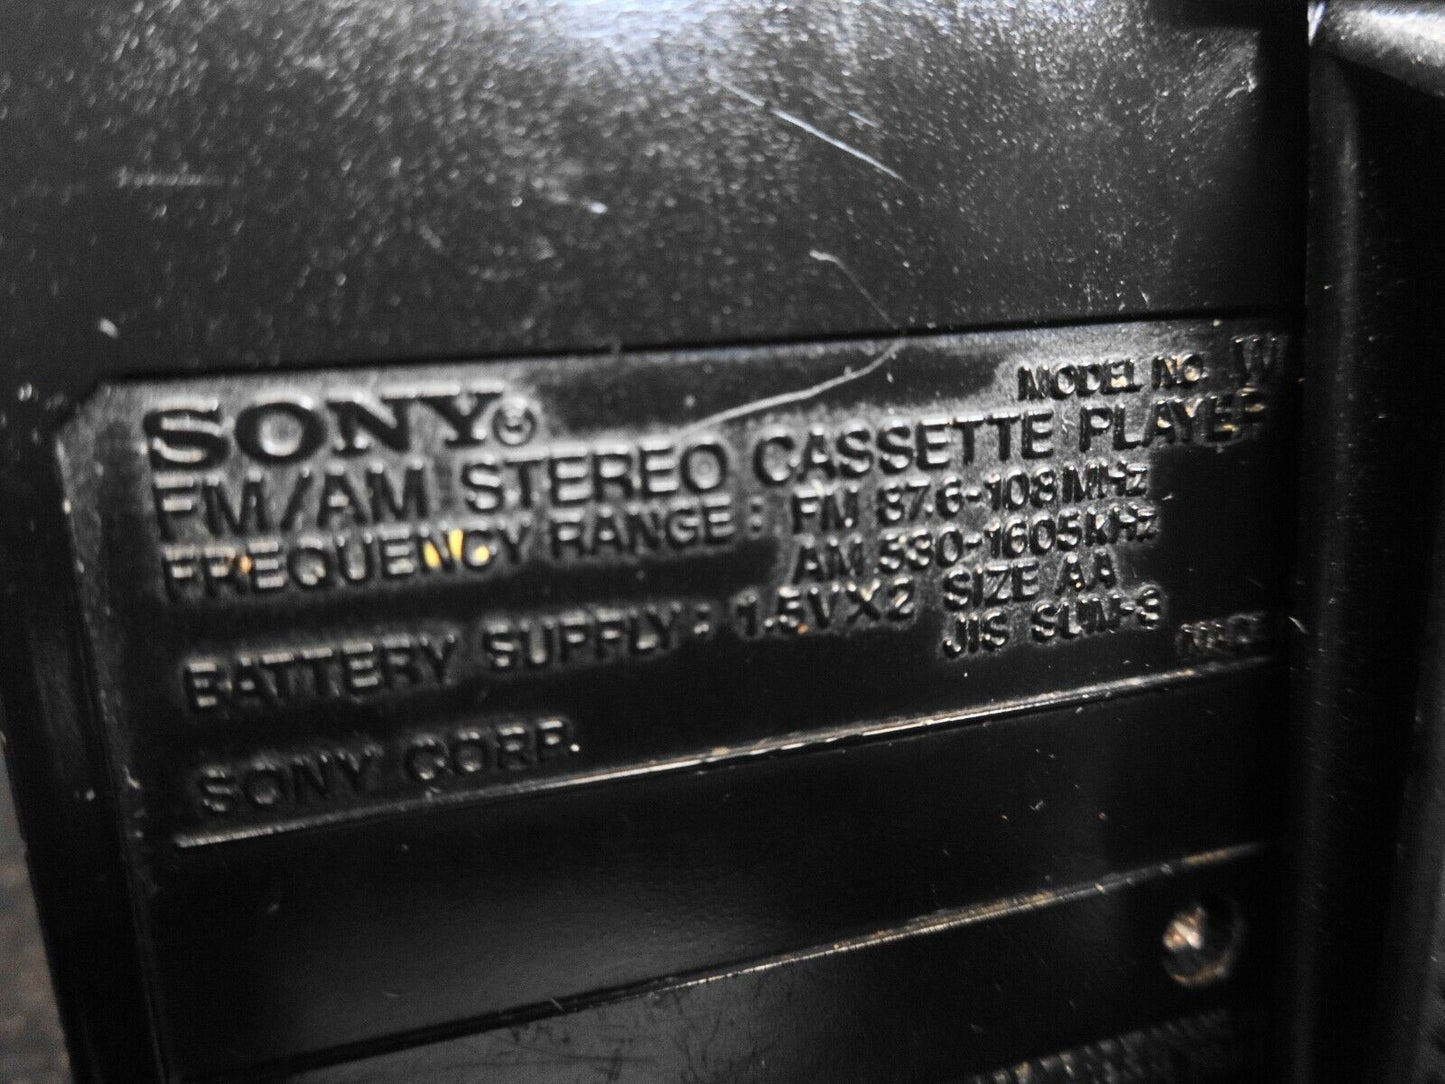 MODEL NO. W
SONY®
FM/AM STEREO CASSETTE PLAYER
FREQUENCY RANGE: FM 87.6-108MHz
AM 530-1605kHz
BATTERY SUPPLY: 1.5V X 2 SIZE AA
JIS SUM-3
SONY CORP.